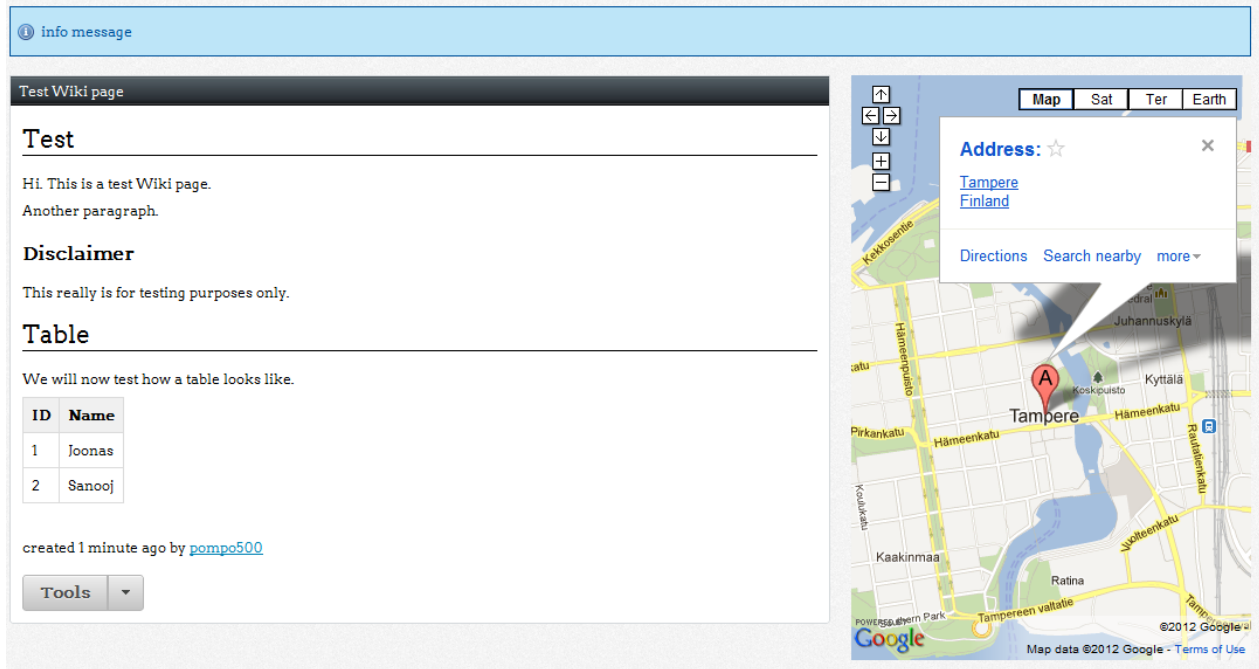 info message
Test Wiki page
Test
Hi. This is a test Wiki page.
Another paragraph.
Disclaimer
This really is for testing purposes only.
Table
We will now test how a table looks like.
ID Name
1 Joonas
2 Sanooj
created 1 minute ago by pompo500
Tools
Map Sat Ter Earth
Address:
Tampere
Finland
Directions Search nearby more
Kekkosentie
Juhannuskylä
Hämeenpuisto
Koskipuisto
Kyttälä
Tampere
A
Hämeenkatu
Pirkankatu
Hämeenkatu
Rautatienkatu
Koulukatu
Vuolteenkatu
Kaakinmaa
Ratina
Tampereen valtatie
POWERED BY
Google
Park
©2012 Google
Map data ©2012 Google - Terms of Use